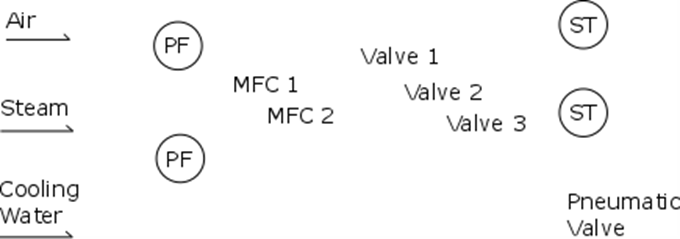 Air
PF
ST
Valve 1
MFC 1
Valve 2
Steam
MFC 2
Valve 3
ST
PF
Cooling
Water
Pneumatic
Valve